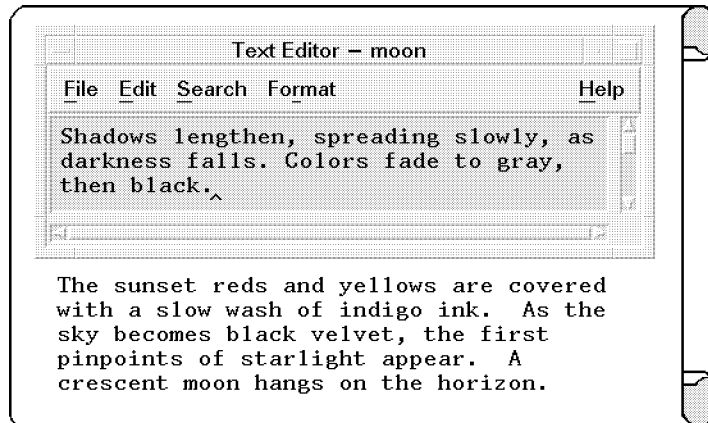 Text Editor – moon
File Edit Search Format Help
Shadows lengthen, spreading slowly, as
darkness falls. Colors fade to gray,
then black.
The sunset reds and yellows are covered
with a slow wash of indigo ink.  As the
sky becomes black velvet, the first
pinpoints of starlight appear.  A
crescent moon hangs on the horizon.